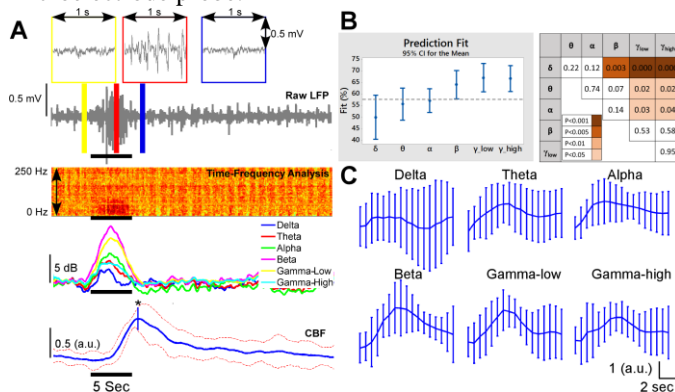 A
1 s
1 s
1 s
0.5 mV
0.5 mV
Raw LFP
250 Hz
Time-Frequency Analysis
0 Hz
Delta
Theta
Alpha
Beta
Gamma-Low
Gamma-High
5 dB
*
CBF
0.5 (a.u.)
5 Sec
B
Prediction Fit
95% CI for the Mean
Fit (%)
75
70
65
60
55
50
45
40
δ θ α β γ_low γ_high
θ α β γlow γhigh
δ 0.22 0.12 0.003 0.000
θ 0.74 0.07 0.02 0.02
α 0.14 0.03 0.04
β 0.53 0.58
γlow 0.95
P<0.001
P<0.005
P<0.01
P<0.05
C
Delta Theta Alpha
Beta Gamma-low Gamma-high
1 (a.u.)
2 sec